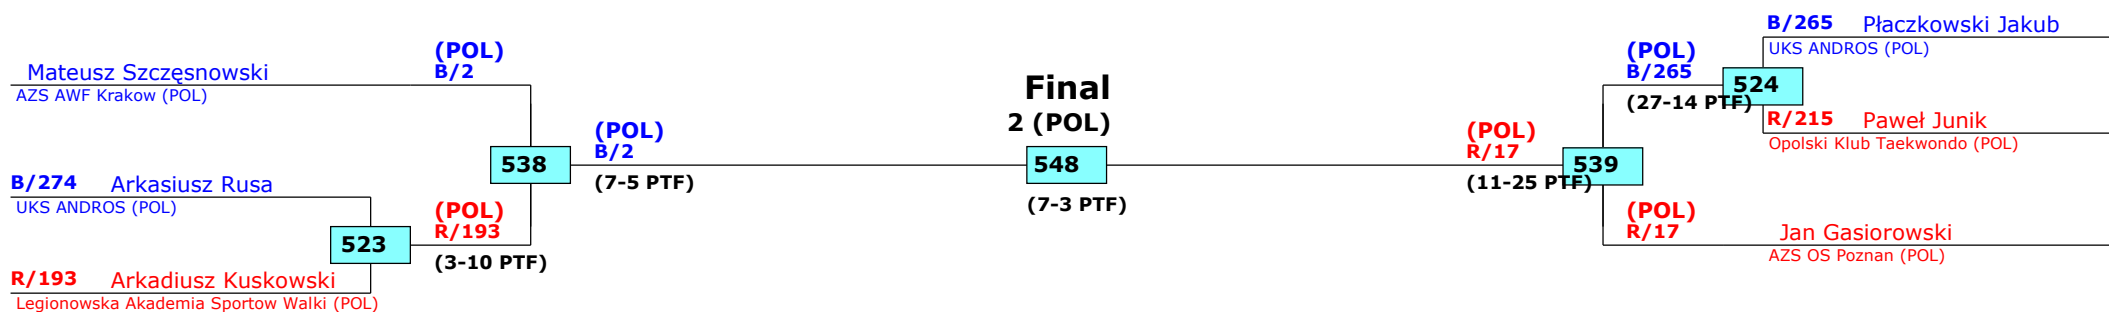 (POL)
B/2
Mateusz Szczęsnowski
AZS AWF Krakow (POL)
B/274 Arkasiusz Rusa
UKS ANDROS (POL)
523
R/193 Arkadiusz Kuskowski
Legionowska Akademia Sportow Walki (POL)
(POL)
R/193
(3-10 PTF)
538
(POL)
B/2
(7-5 PTF)
Final
2 (POL)
548
(7-3 PTF)
(POL)
R/17
(11-25 PTF)
539
(POL)
B/265
(27-14 PTF)
524
B/265 Płaczkowski Jakub
UKS ANDROS (POL)
R/215 Paweł Junik
Opolski Klub Taekwondo (POL)
(POL)
R/17
Jan Gasiorowski
AZS OS Poznan (POL)